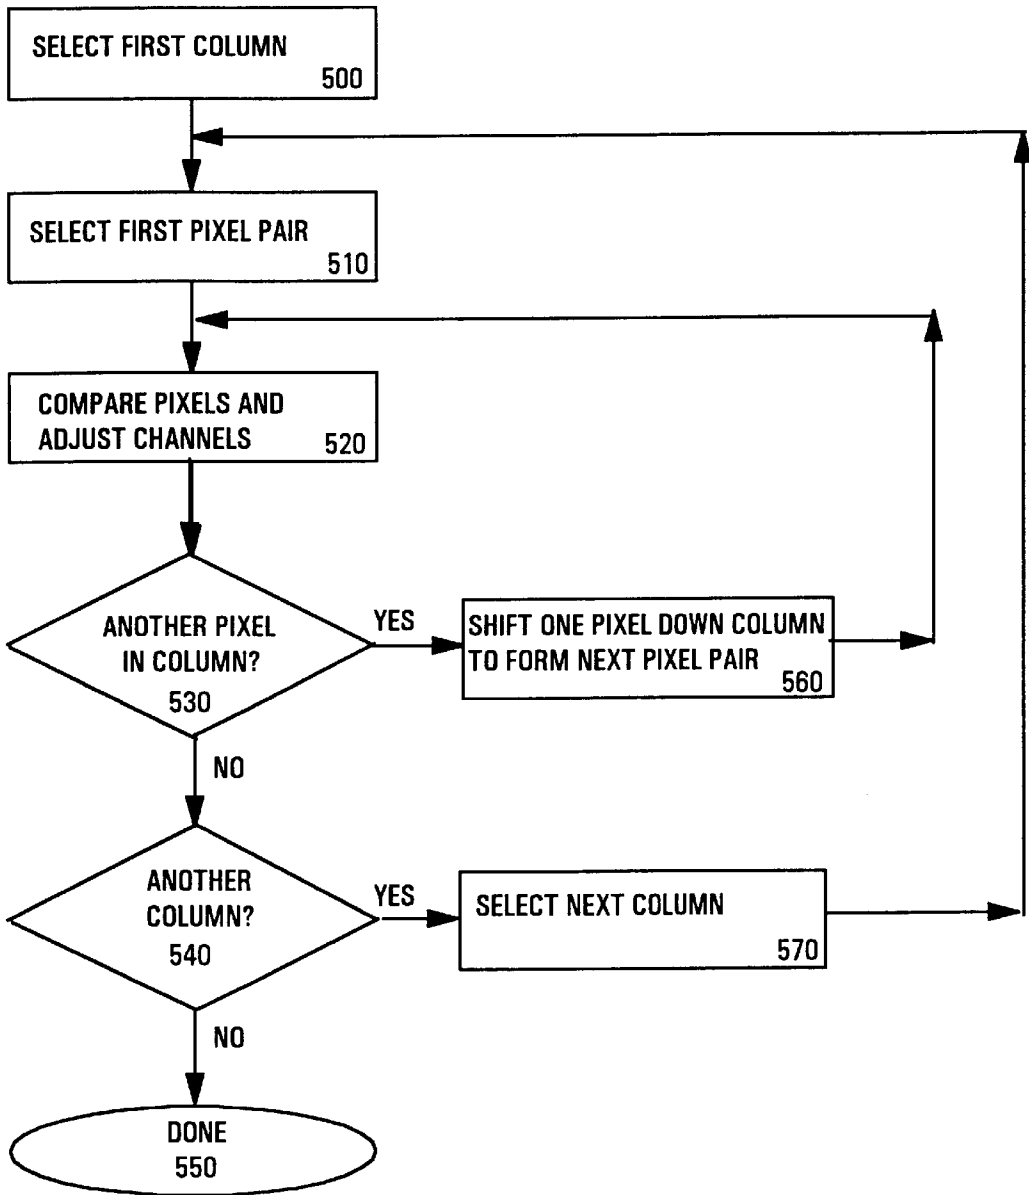 SELECT FIRST COLUMN
500
SELECT FIRST PIXEL PAIR
510
COMPARE PIXELS AND
ADJUST CHANNELS
520
ANOTHER PIXEL
IN COLUMN?
530
YES
SHIFT ONE PIXEL DOWN COLUMN
TO FORM NEXT PIXEL PAIR
560
NO
ANOTHER
COLUMN?
540
YES
SELECT NEXT COLUMN
570
NO
DONE
550